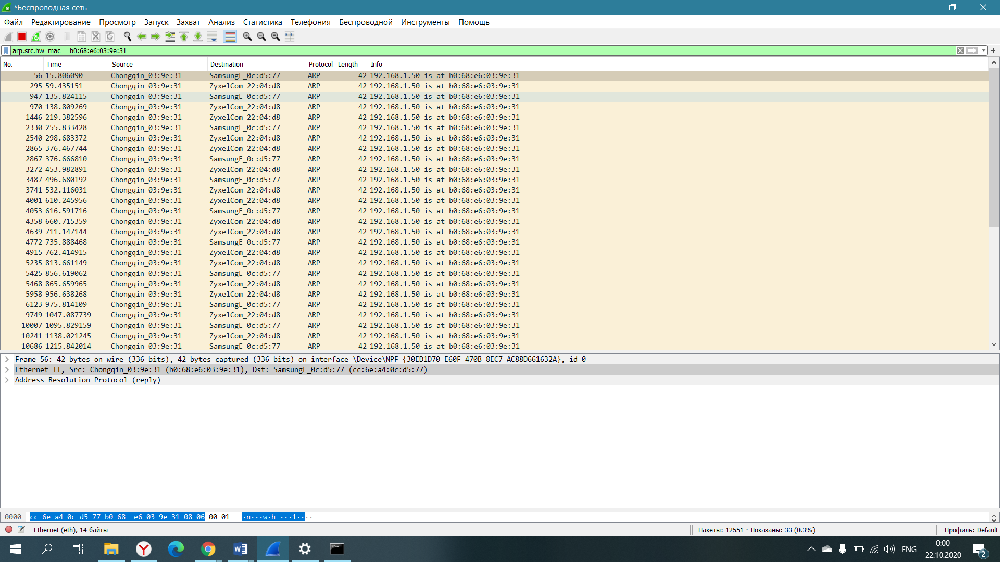 *Беспроводная сеть
Файл Редактирование Просмотр Запуск Захват Анализ Статистика Телефония Беспроводной Инструменты Помощь
arp.src.hw_mac==b0:68:e6:03:9e:31
No. Time Source Destination Protocol Length Info
56 15.806090 Chongqin_03:9e:31 SamsungE_0c:d5:77 ARP 42 192.168.1.50 is at b0:68:e6:03:9e:31
295 59.435151 Chongqin_03:9e:31 ZyxelCom_22:04:d8 ARP 42 192.168.1.50 is at b0:68:e6:03:9e:31
947 135.824115 Chongqin_03:9e:31 SamsungE_0c:d5:77 ARP 42 192.168.1.50 is at b0:68:e6:03:9e:31
970 138.809269 Chongqin_03:9e:31 ZyxelCom_22:04:d8 ARP 42 192.168.1.50 is at b0:68:e6:03:9e:31
1446 219.382596 Chongqin_03:9e:31 ZyxelCom_22:04:d8 ARP 42 192.168.1.50 is at b0:68:e6:03:9e:31
2330 255.833428 Chongqin_03:9e:31 SamsungE_0c:d5:77 ARP 42 192.168.1.50 is at b0:68:e6:03:9e:31
2540 298.683372 Chongqin_03:9e:31 ZyxelCom_22:04:d8 ARP 42 192.168.1.50 is at b0:68:e6:03:9e:31
2865 376.467744 Chongqin_03:9e:31 ZyxelCom_22:04:d8 ARP 42 192.168.1.50 is at b0:68:e6:03:9e:31
2867 376.666810 Chongqin_03:9e:31 SamsungE_0c:d5:77 ARP 42 192.168.1.50 is at b0:68:e6:03:9e:31
3272 453.982891 Chongqin_03:9e:31 ZyxelCom_22:04:d8 ARP 42 192.168.1.50 is at b0:68:e6:03:9e:31
3487 496.680192 Chongqin_03:9e:31 SamsungE_0c:d5:77 ARP 42 192.168.1.50 is at b0:68:e6:03:9e:31
3741 532.116031 Chongqin_03:9e:31 ZyxelCom_22:04:d8 ARP 42 192.168.1.50 is at b0:68:e6:03:9e:31
4001 610.245956 Chongqin_03:9e:31 ZyxelCom_22:04:d8 ARP 42 192.168.1.50 is at b0:68:e6:03:9e:31
4053 616.591716 Chongqin_03:9e:31 SamsungE_0c:d5:77 ARP 42 192.168.1.50 is at b0:68:e6:03:9e:31
4358 660.715359 Chongqin_03:9e:31 ZyxelCom_22:04:d8 ARP 42 192.168.1.50 is at b0:68:e6:03:9e:31
4639 711.147144 Chongqin_03:9e:31 ZyxelCom_22:04:d8 ARP 42 192.168.1.50 is at b0:68:e6:03:9e:31
4772 735.888468 Chongqin_03:9e:31 SamsungE_0c:d5:77 ARP 42 192.168.1.50 is at b0:68:e6:03:9e:31
4915 762.414915 Chongqin_03:9e:31 ZyxelCom_22:04:d8 ARP 42 192.168.1.50 is at b0:68:e6:03:9e:31
5235 813.661149 Chongqin_03:9e:31 ZyxelCom_22:04:d8 ARP 42 192.168.1.50 is at b0:68:e6:03:9e:31
5425 856.619062 Chongqin_03:9e:31 SamsungE_0c:d5:77 ARP 42 192.168.1.50 is at b0:68:e6:03:9e:31
5468 865.659965 Chongqin_03:9e:31 ZyxelCom_22:04:d8 ARP 42 192.168.1.50 is at b0:68:e6:03:9e:31
5958 956.638268 Chongqin_03:9e:31 ZyxelCom_22:04:d8 ARP 42 192.168.1.50 is at b0:68:e6:03:9e:31
6123 975.814109 Chongqin_03:9e:31 SamsungE_0c:d5:77 ARP 42 192.168.1.50 is at b0:68:e6:03:9e:31
9749 1047.087739 Chongqin_03:9e:31 ZyxelCom_22:04:d8 ARP 42 192.168.1.50 is at b0:68:e6:03:9e:31
10007 1095.829159 Chongqin_03:9e:31 SamsungE_0c:d5:77 ARP 42 192.168.1.50 is at b0:68:e6:03:9e:31
10241 1138.021245 Chongqin_03:9e:31 ZyxelCom_22:04:d8 ARP 42 192.168.1.50 is at b0:68:e6:03:9e:31
10686 1215.842014 Chongqin_03:9e:31 SamsungE_0c:d5:77 ARP 42 192.168.1.50 is at b0:68:e6:03:9e:31
Frame 56: 42 bytes on wire (336 bits), 42 bytes captured (336 bits) on interface \Device\NPF_{30ED1D70-E60F-470B-8EC7-AC88D661632A}, id 0
Ethernet II, Src: Chongqin_03:9e:31 (b0:68:e6:03:9e:31), Dst: SamsungE_0c:d5:77 (cc:6e:a4:0c:d5:77)
Address Resolution Protocol (reply)
0000 cc 6e a4 0c d5 77 b0 68 e6 03 9e 31 08 06 00 01 ·n···w·h ···1····
Ethernet (eth), 14 байты
Пакеты: 12551 · Показаны: 33 (0.3%)
Профиль: Default
ENG
0:00
22.10.2020
2